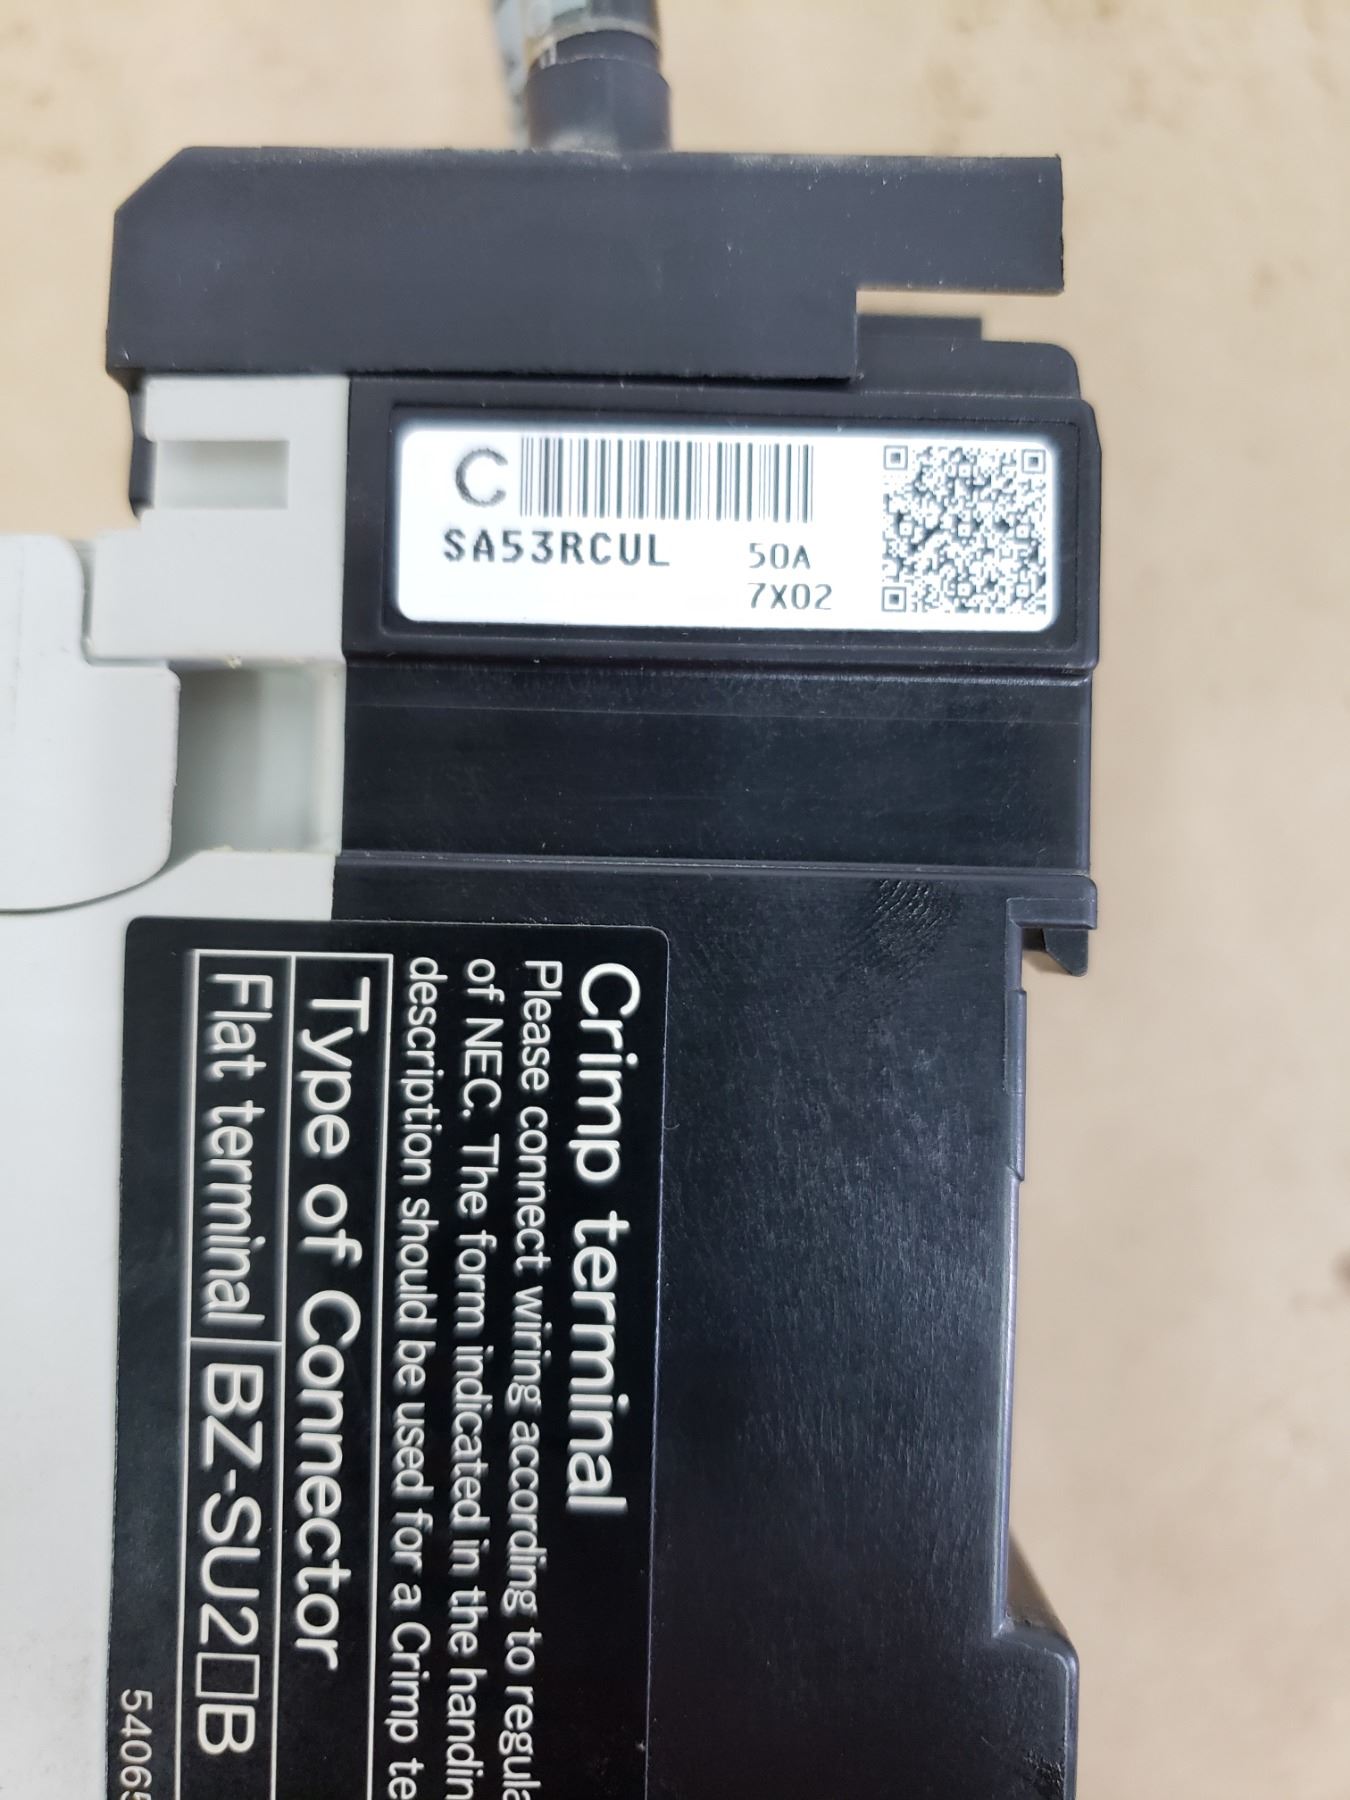 C
SA53RCUL 50A
7X02
Crimp terminal
Please connect wiring according to
of NEC. The form indicated in the
description should be used for a Crimp
Type of Connector
Flat terminal BZ-SU2□B